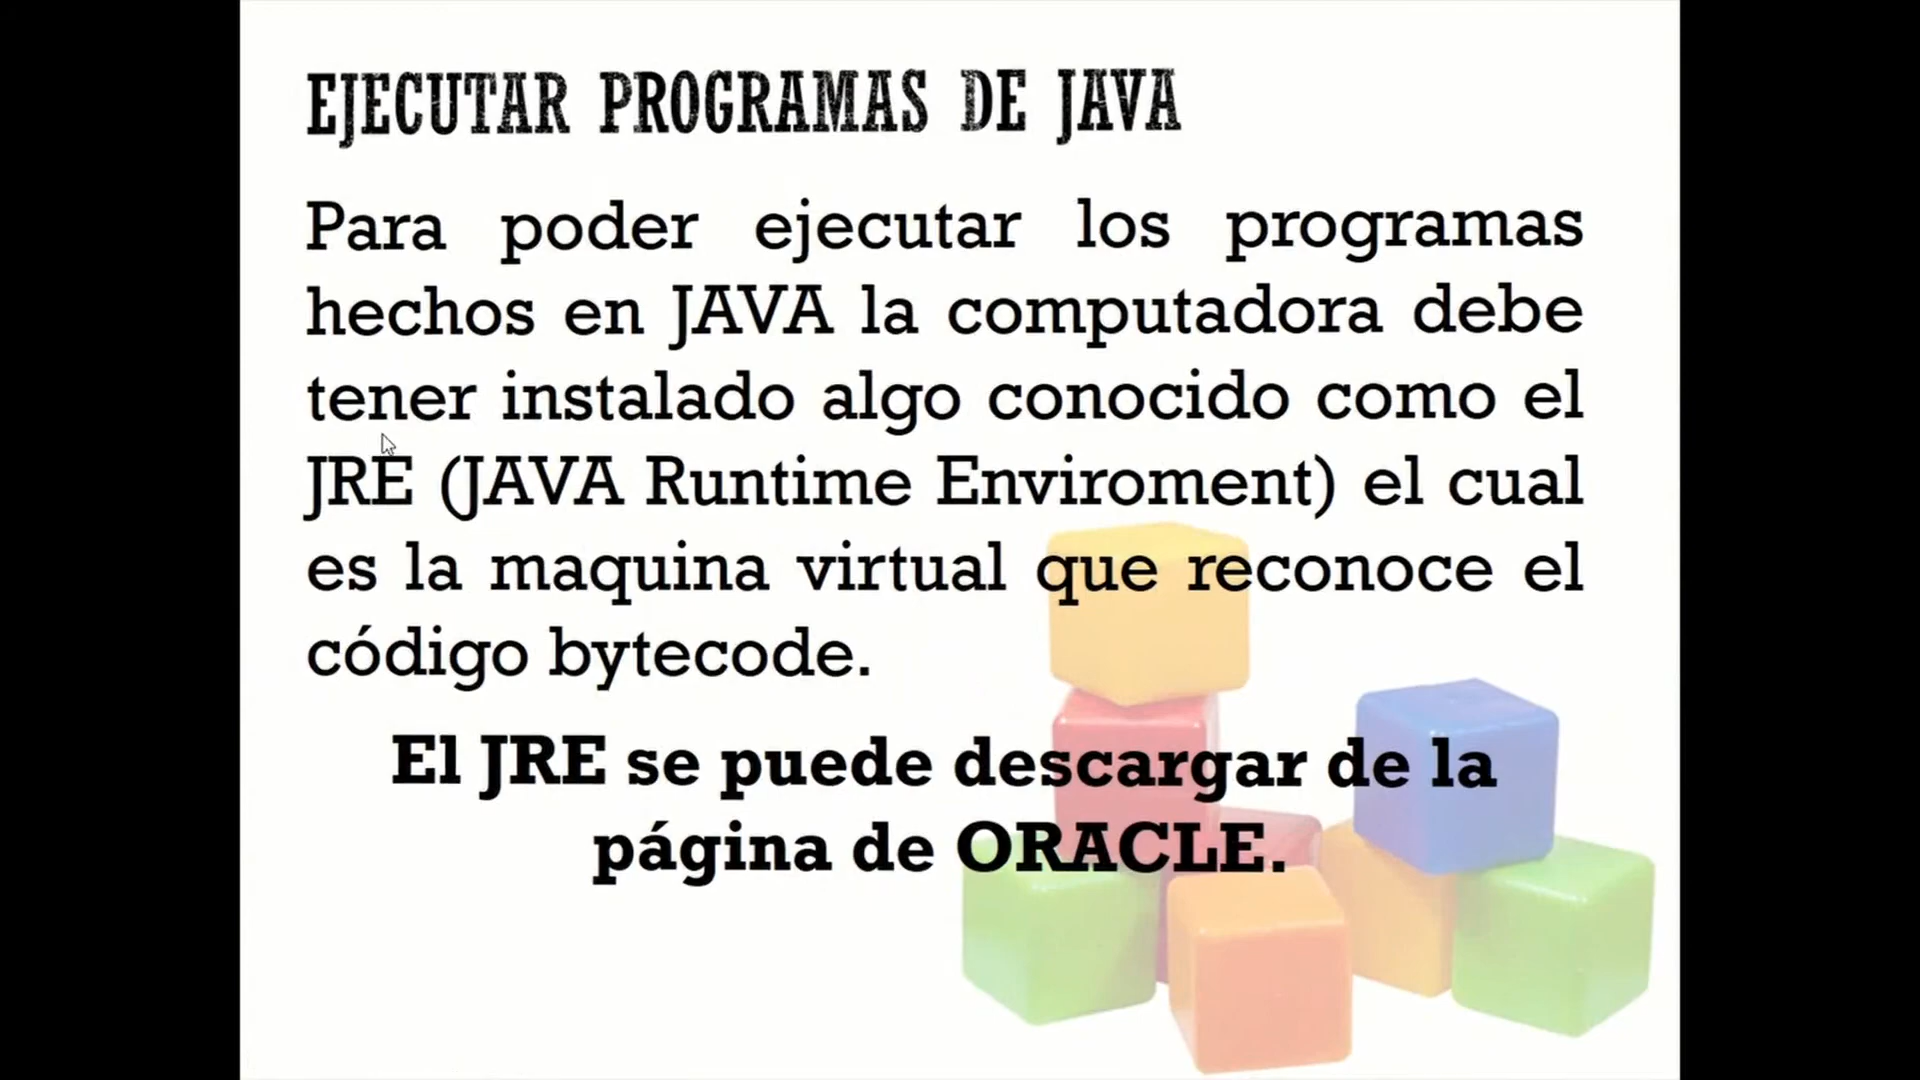 EJECUTAR PROGRAMAS DE JAVA
Para poder ejecutar los programas
hechos en JAVA la computadora debe
tener instalado algo conocido como el
JRE (JAVA Runtime Enviroment) el cual
es la maquina virtual que reconoce el
código bytecode.
El JRE se puede descargar de la
página de ORACLE.